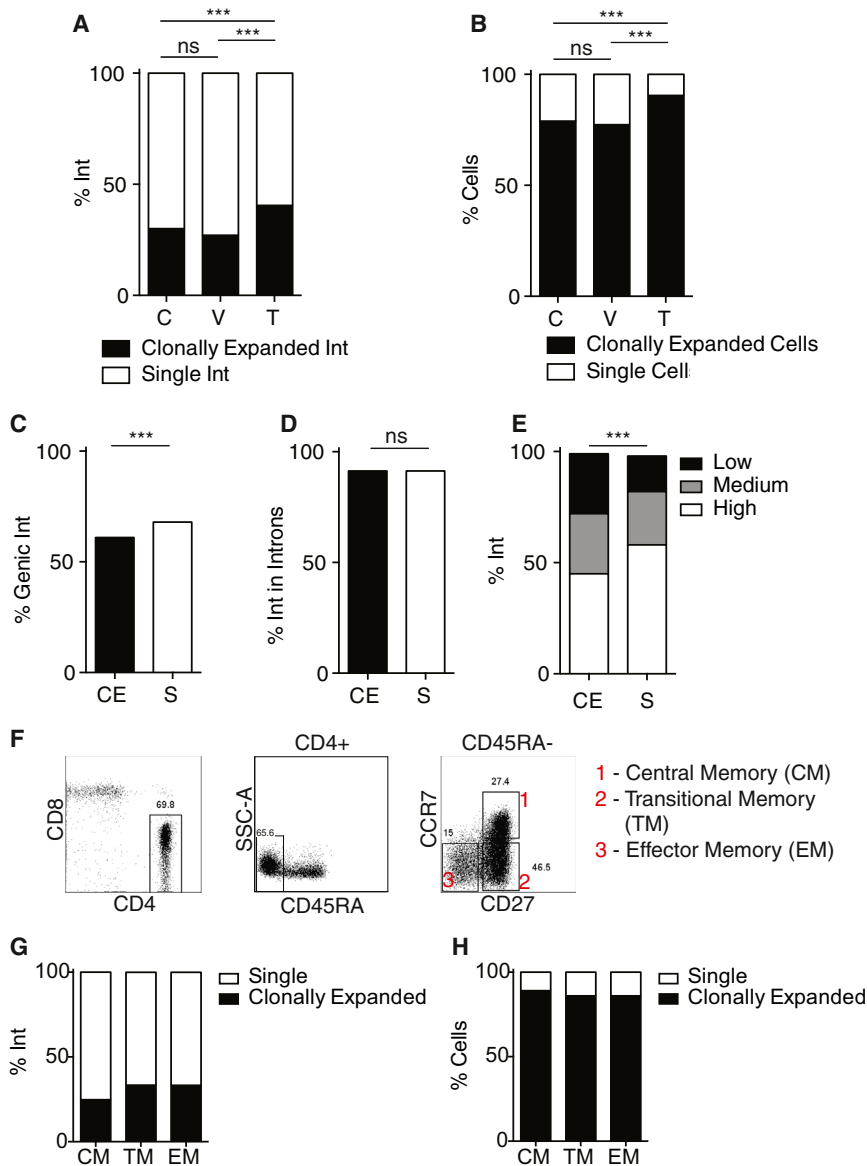 A
***
ns
***
100
50
0
% Int
C V T
Clonally Expanded Int
Single Int
B
***
ns
***
100
50
0
% Cells
C V T
Clonally Expanded Cells
Single Cells
C
***
100
50
0
% Genic Int
CE S
D
ns
100
50
0
% Int in Introns
CE S
E
***
100
50
0
% Int
CE S
Low
Medium
High
F
CD8
69.8
CD4
CD4+
SSC-A
65.6
CD45RA
CD45RA-
CCR7
27.4
1
15
3
46.5
2
CD27
1 - Central Memory (CM)
2 - Transitional Memory
(TM)
3 - Effector Memory (EM)
G
100
50
0
% Int
CM TM EM
Single
Clonally Expanded
H
100
50
0
% Cells
CM TM EM
Single
Clonally Expanded